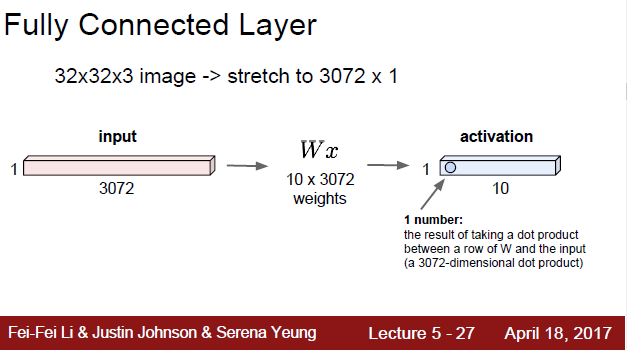 Fully Connected Layer
32x32x3 image -> stretch to 3072 x 1
input
1
3072
Wx
10 x 3072
weights
activation
1
10
1 number:
the result of taking a dot product
between a row of W and the input
(a 3072-dimensional dot product)
Fei-Fei Li & Justin Johnson & Serena Yeung
Lecture 5 - 27
April 18, 2017